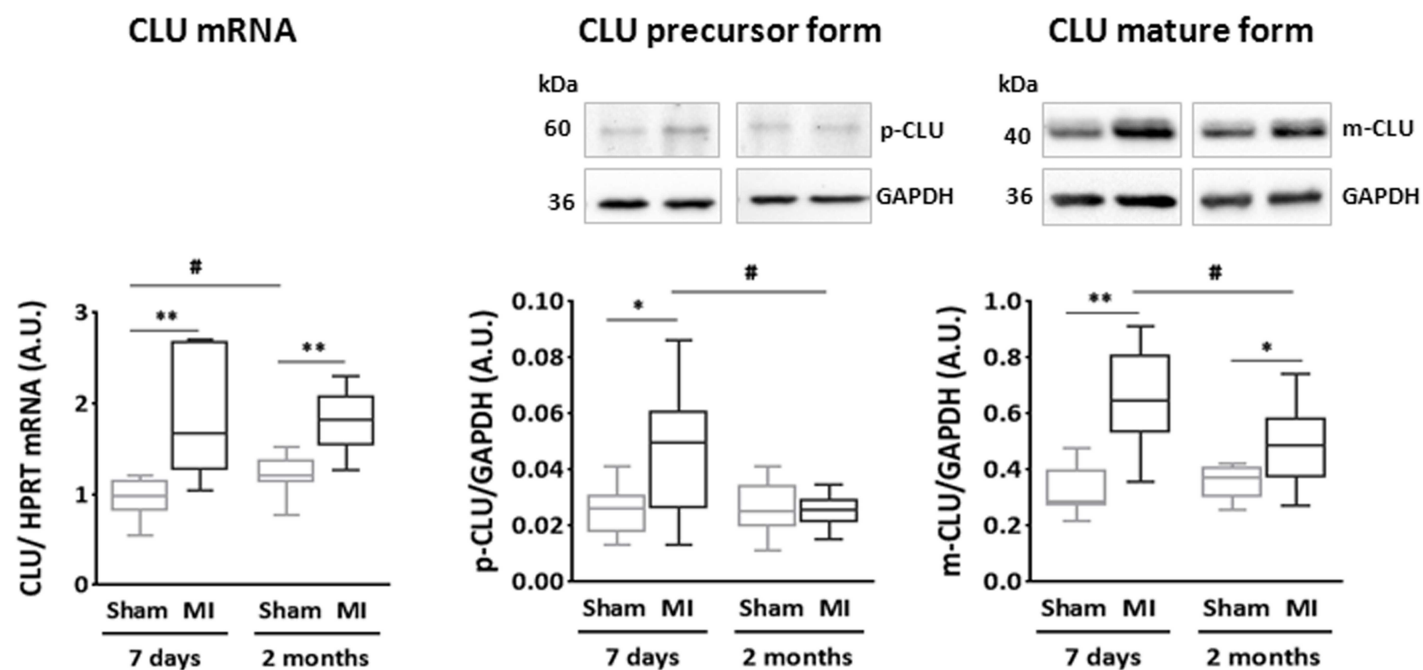 CLU mRNA
CLU/ HPRT mRNA (A.U.)
3
2
1
0
#
**
**
Sham MI Sham MI
7 days 2 months
CLU precursor form
kDa
60
p-CLU
36
GAPDH
p-CLU/GAPDH (A.U.)
0.10
0.08
0.06
0.04
0.02
0.00
#
*
Sham MI Sham MI
7 days 2 months
CLU mature form
kDa
40
m-CLU
36
GAPDH
m-CLU/GAPDH (A.U.)
1.0
0.8
0.6
0.4
0.2
0.0
#
**
*
Sham MI Sham MI
7 days 2 months